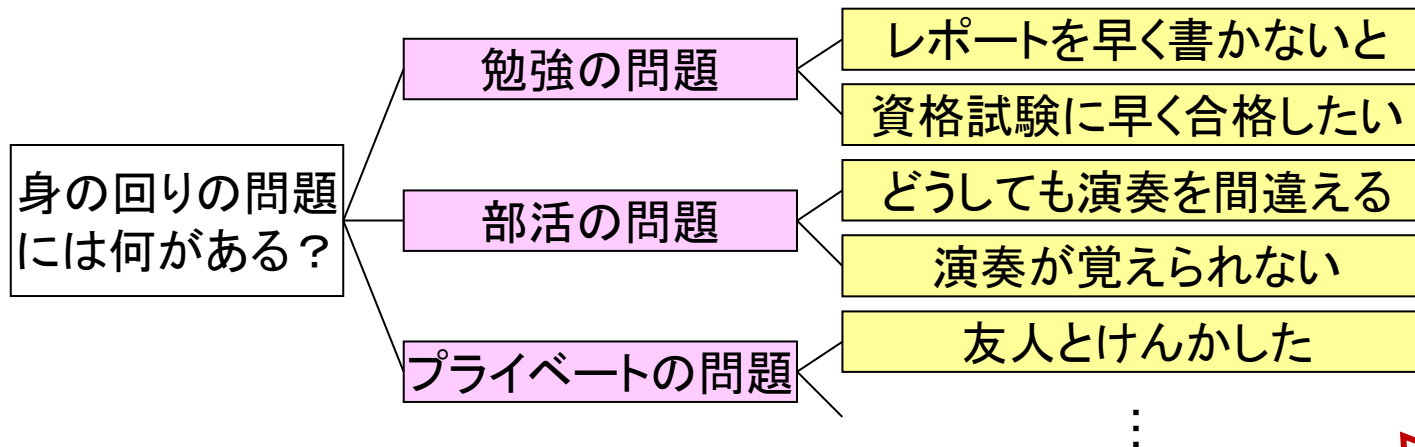 身の回りの問題
には何がある？
勉強の問題
レポートを早く書かないと
資格試験に早く合格したい
部活の問題
どうしても演奏を間違える
演奏が覚えられない
プライベートの問題
友人とけんかした
⋮